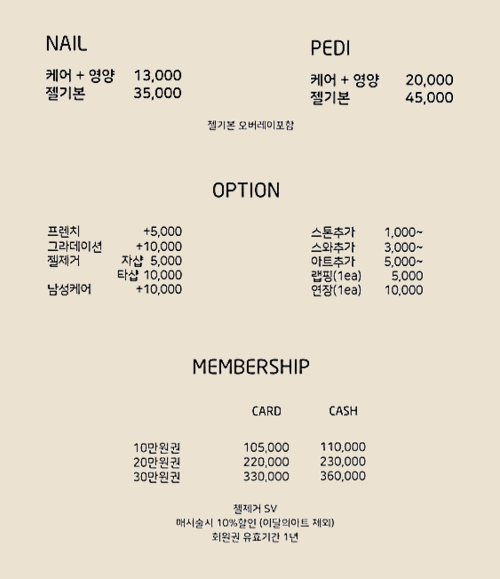 NAIL
케어 + 영양 13,000
젤기본 35,000
PEDI
케어 + 영양 20,000
젤기본 45,000
젤기본 오버레이포함
OPTION
프렌치 +5,000
그라데이션 +10,000
젤제거 자샵 5,000
타샵 10,000
남성케어 +10,000
스톤추가 1,000~
스와추가 3,000~
아트추가 5,000~
랩핑(1ea) 5,000
연장(1ea) 10,000
MEMBERSHIP
CARD CASH
10만원권 105,000 110,000
20만원권 220,000 230,000
30만원권 330,000 360,000
젤제거 SV
매시술시 10%할인 (이달의아트 제외)
회원권 유효기간 1년